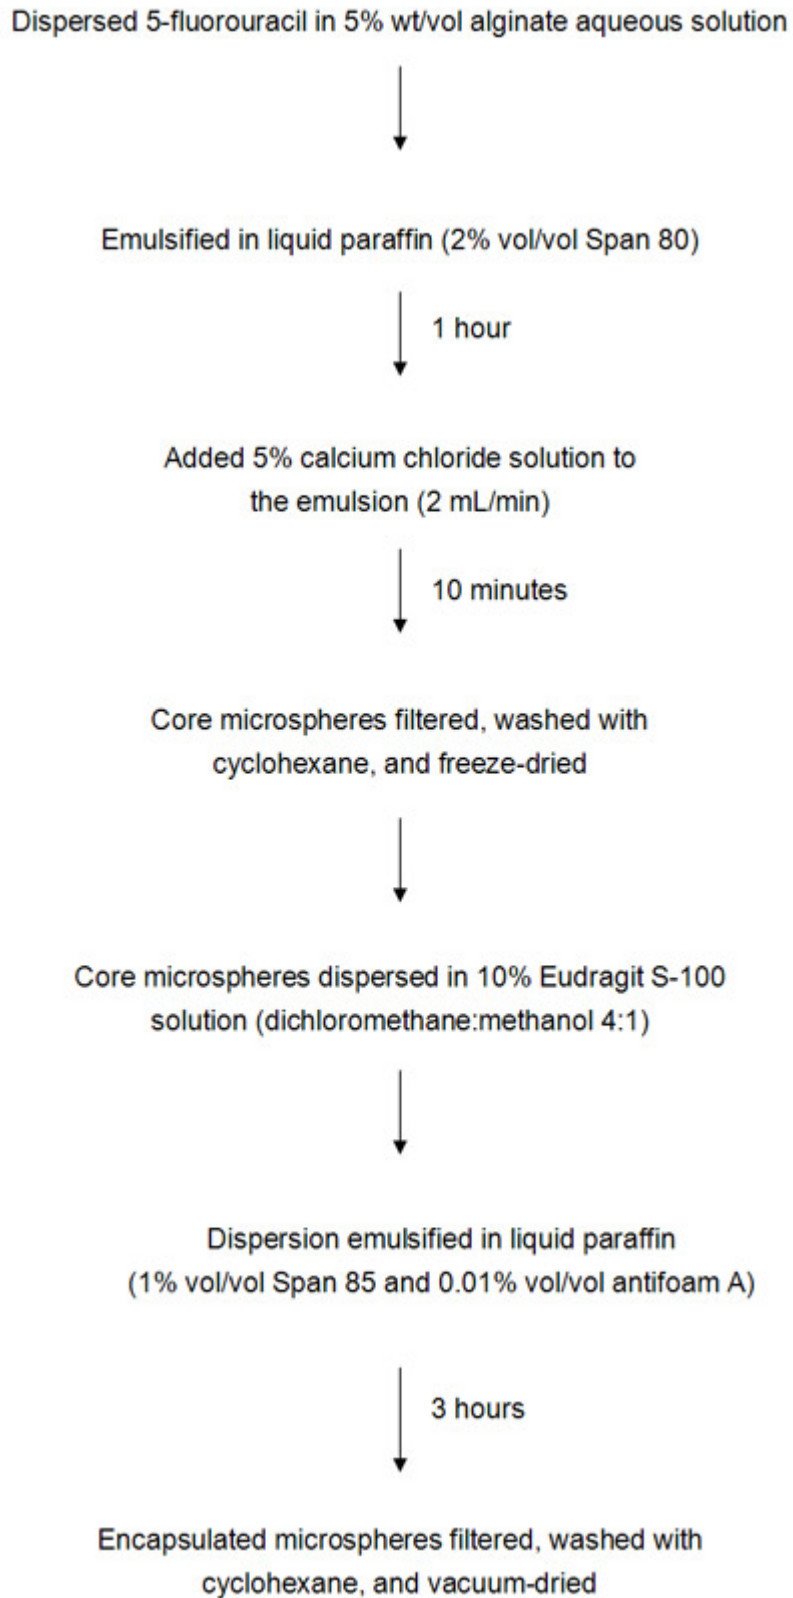 Dispersed 5-fluorouracil in 5% wt/vol alginate aqueous solution
Emulsified in liquid paraffin (2% vol/vol Span 80)
1 hour
Added 5% calcium chloride solution to
the emulsion (2 mL/min)
10 minutes
Core microspheres filtered, washed with
cyclohexane, and freeze-dried
Core microspheres dispersed in 10% Eudragit S-100
solution (dichloromethane:methanol 4:1)
Dispersion emulsified in liquid paraffin
(1% vol/vol Span 85 and 0.01% vol/vol antifoam A)
3 hours
Encapsulated microspheres filtered, washed with
cyclohexane, and vacuum-dried